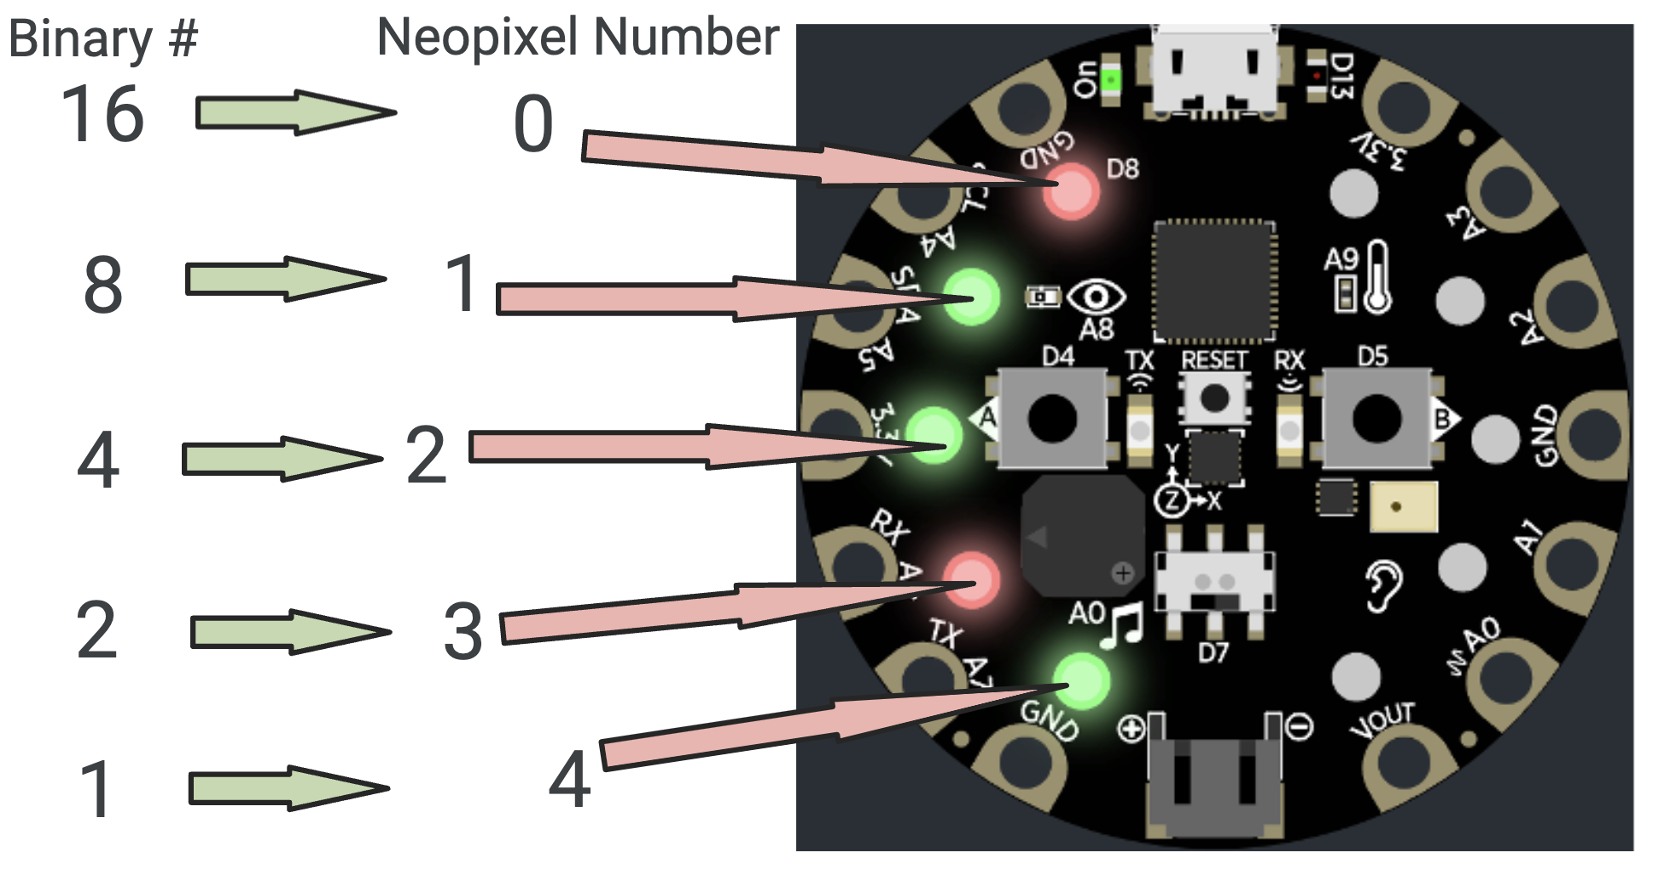 Binary #
Neopixel Number
16
0
8
1
4
2
2
3
1
4
On
D13
GND
D8
3.3V
CL
A4
A3
SDA
A8
A9
A5
A2
D4
TX
RESET
RX
D5
A
B
3.3V
GND
Y
Z
X
RX
A
A1
TX
A0
A7
D7
A0
GND
VOUT